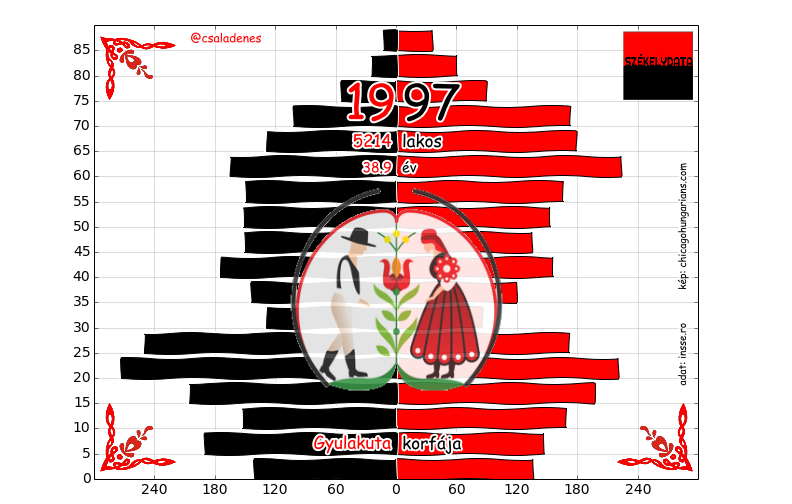 @csaladenes
SZÉKELYDATA
1997
5214 lakos
38.9 év
kép: chicagohungarians.com
adat: insse.ro
Gyulakuta korfája
85
80
75
70
65
60
55
50
45
40
35
30
25
20
15
10
5
0
240 180 120 60 0 60 120 180 240